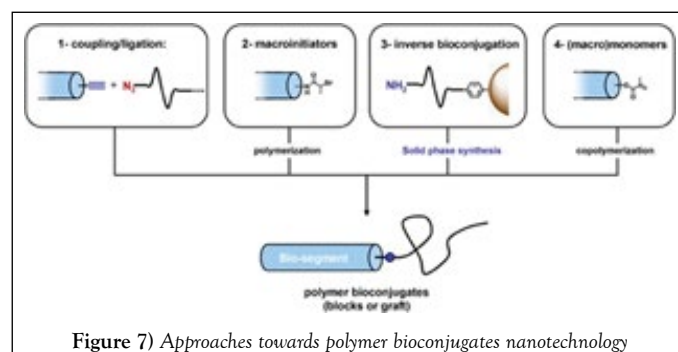 1- coupling/ligation:
2- macroinitiators
3- inverse bioconjugation
4- (macro)monomers
+ N₃
NH₂
polymerization
Solid phase synthesis
copolymerization
Bio-segment
polymer bioconjugates
(blocks or graft)
Figure 7) Approaches towards polymer bioconjugates nanotechnology